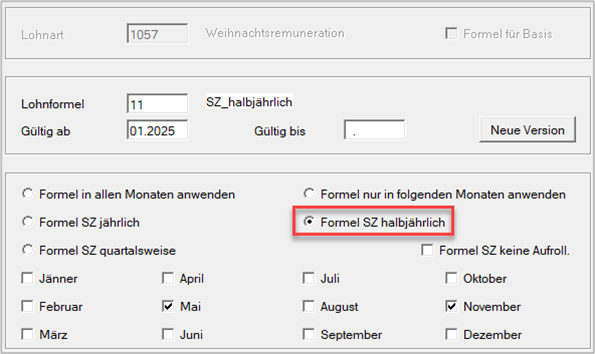 Lohnart 1057 Weihnachtsremuneration Formel für Basis
Lohnformel 11 SZ_halbjährlich
Gültig ab 01.2025 Gültig bis . Neue Version
Formel in allen Monaten anwenden Formel nur in folgenden Monaten anwenden
Formel SZ jährlich Formel SZ halbjährlich
Formel SZ quartalsweise Formel SZ keine Aufroll.
Jänner April Juli Oktober
Februar Mai August November
März Juni September Dezember